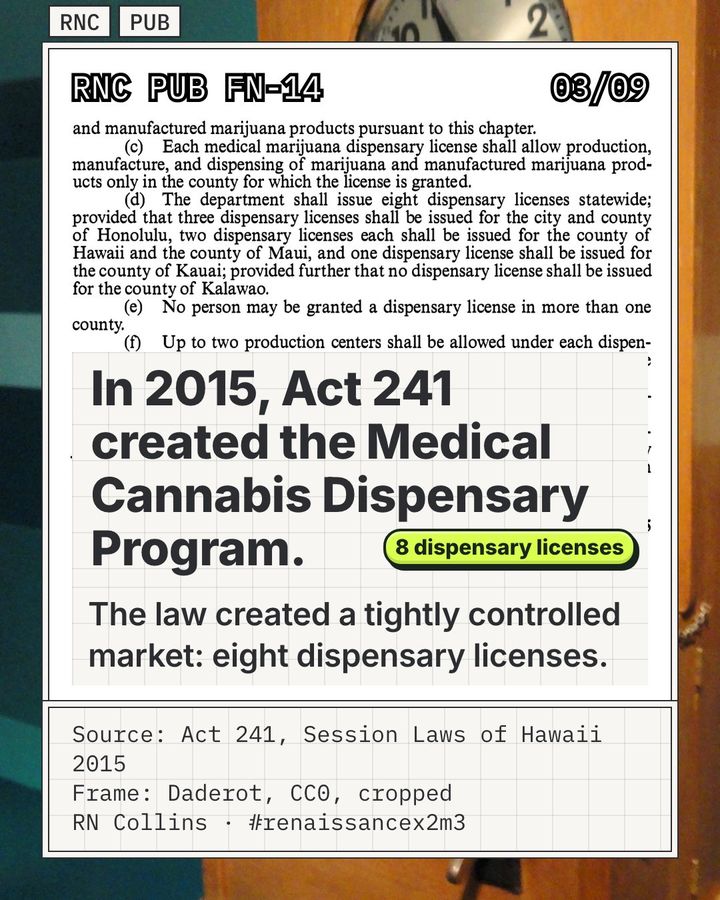 RNC PUB
RNC PUB FN-14 03/09
and manufactured marijuana products pursuant to this chapter.
(c) Each medical marijuana dispensary license shall allow production,
manufacture, and dispensing of marijuana and manufactured marijuana prod-
ucts only in the county for which the license is granted.
(d) The department shall issue eight dispensary licenses statewide;
provided that three dispensary licenses shall be issued for the city and county
of Honolulu, two dispensary licenses each shall be issued for the county of
Hawaii and the county of Maui, and one dispensary license shall be issued for
the county of Kauai; provided further that no dispensary license shall be issued
for the county of Kalawao.
(e) No person may be granted a dispensary license in more than one
county.
(f) Up to two production centers shall be allowed under each dispen-
In 2015, Act 241
created the Medical
Cannabis Dispensary
Program.
8 dispensary licenses
The law created a tightly controlled
market: eight dispensary licenses.
Source: Act 241, Session Laws of Hawaii
2015
Frame: Daderot, CC0, cropped
RN Collins · #renaissancex2m3